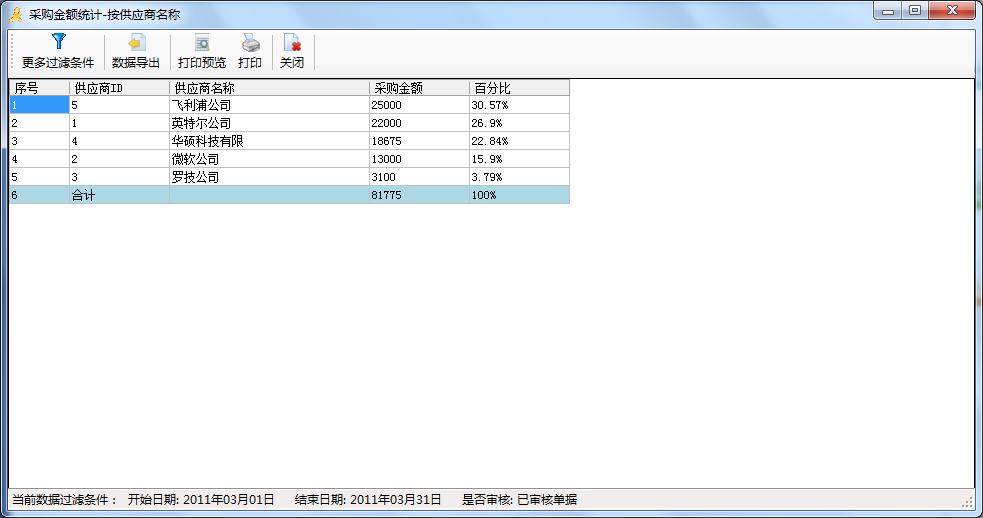 采购金额统计-按供应商名称
更多过滤条件 数据导出 打印预览 打印 关闭
序号 供应商ID 供应商名称 采购金额 百分比
1 5 飞利浦公司 25000 30.57%
2 1 英特尔公司 22000 26.9%
3 4 华硕科技有限 18675 22.84%
4 2 微软公司 13000 15.9%
5 3 罗技公司 3100 3.79%
6 合计 81775 100%
当前数据过滤条件： 开始日期: 2011年03月01日 结束日期: 2011年03月31日 是否审核: 已审核单据